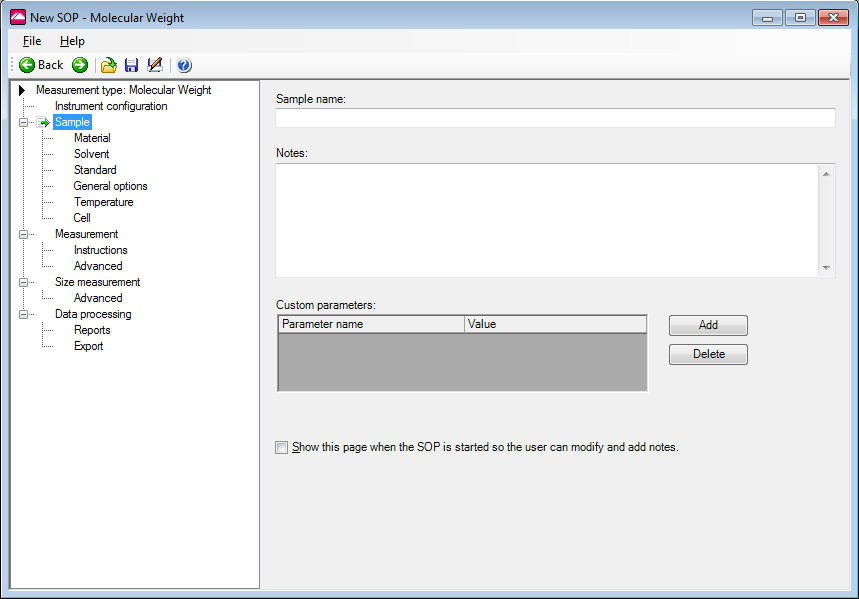 New SOP - Molecular Weight
File Help
Back
Measurement type: Molecular Weight
Instrument configuration
Sample
Material
Solvent
Standard
General options
Temperature
Cell
Measurement
Instructions
Advanced
Size measurement
Advanced
Data processing
Reports
Export
Sample name:
Notes:
Custom parameters:
Parameter name Value
Add
Delete
Show this page when the SOP is started so the user can modify and add notes.